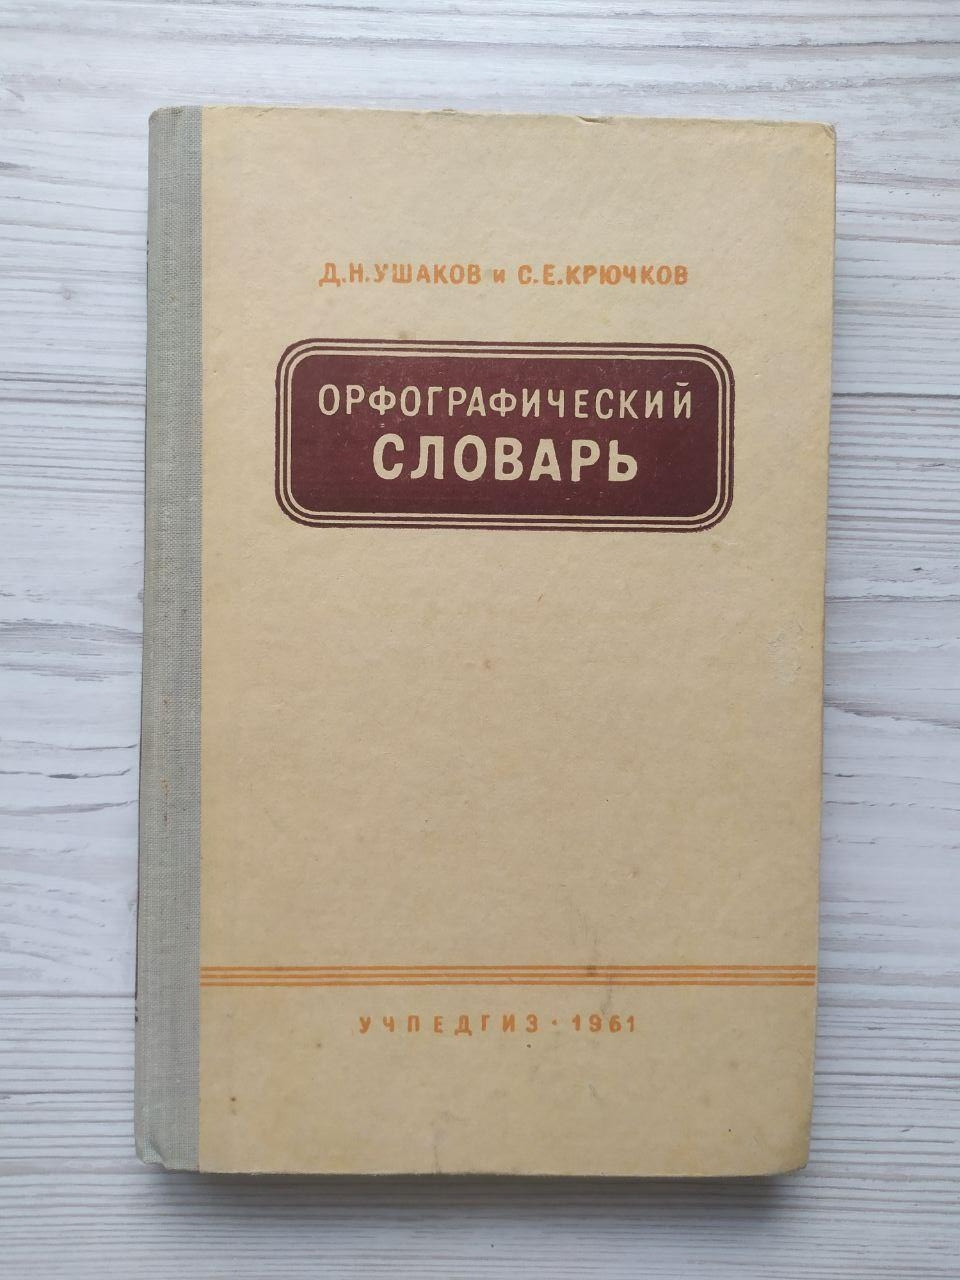 Д.Н.УШАКОВ и С.Е.КРЮЧКОВ
ОРФОГРАФИЧЕСКИЙ
СЛОВАРЬ
УЧПЕДГИЗ·1961